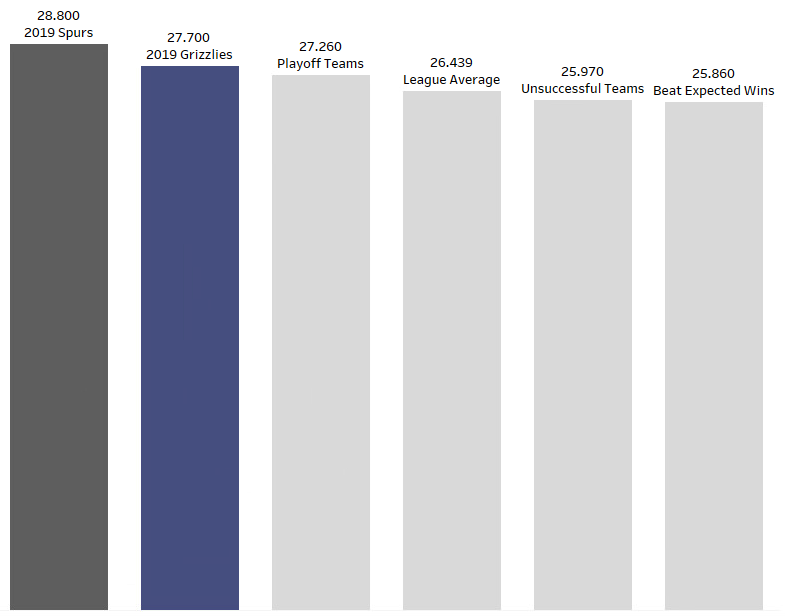 28.800
2019 Spurs
27.700
2019 Grizzlies
27.260
Playoff Teams
26.439
League Average
25.970
Unsuccessful Teams
25.860
Beat Expected Wins